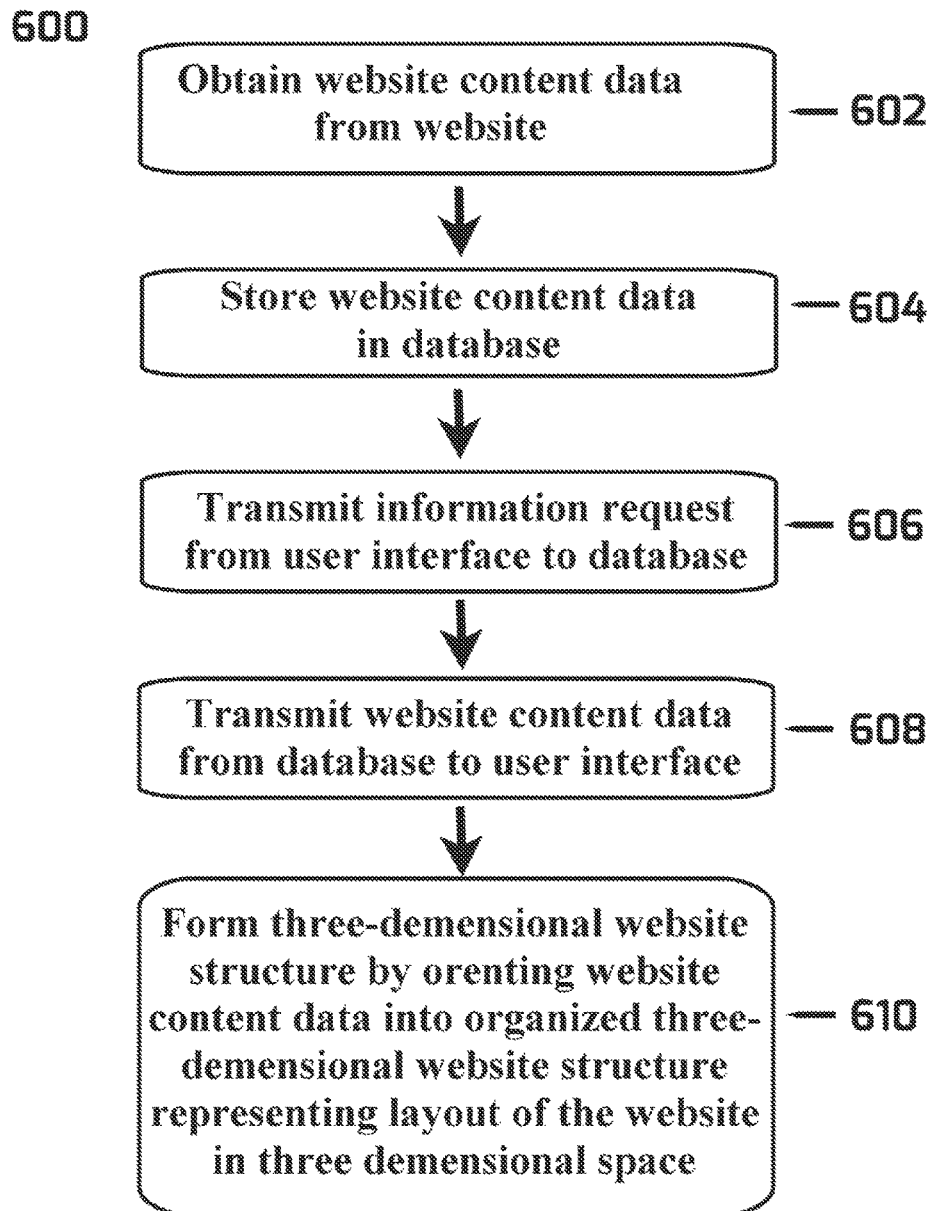 600
Obtain website content data
from website
602
Store website content data
in database
604
Transmit information request
from user interface to database
606
Transmit website content data
from database to user interface
608
Form three-demensional website
structure by orenting website
content data into organized three-
demensional website structure
representing layout of the website
in three demensional space
610